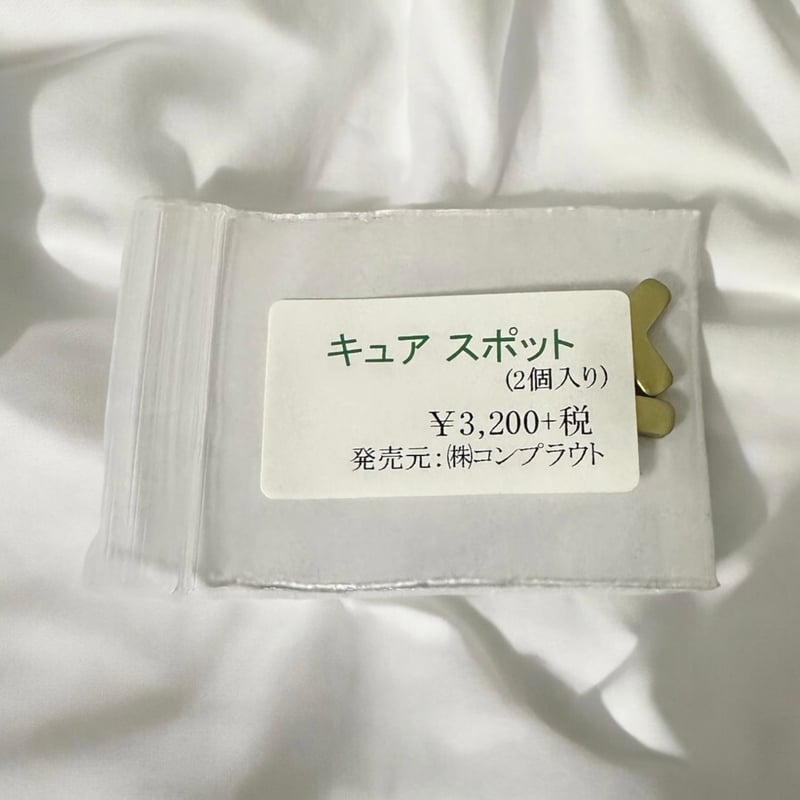 キュア スポット
(2個入り)
￥3,200+税
発売元:㈱コンプラウト